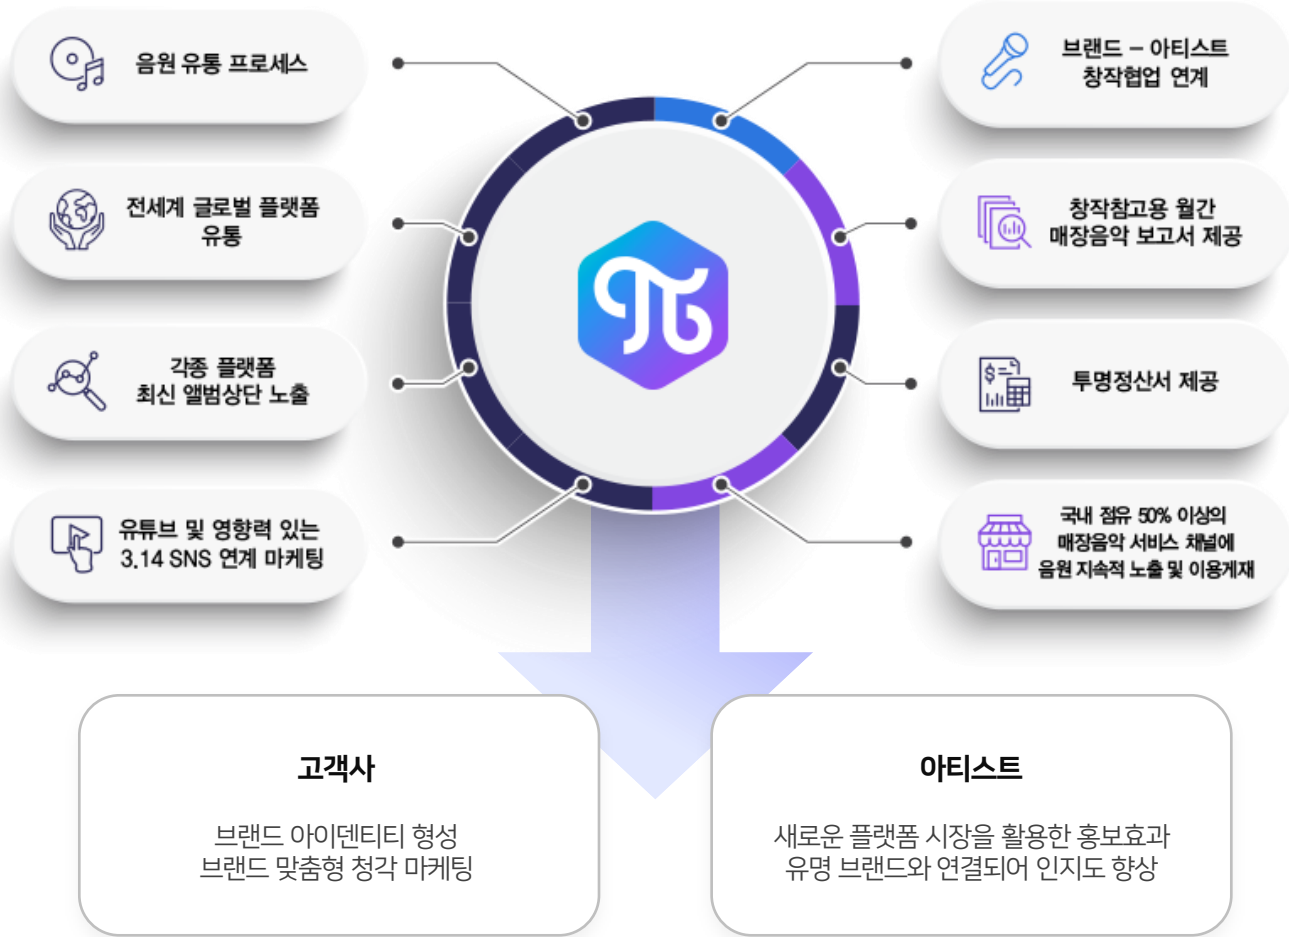 음원 유통 프로세스
전세계 글로벌 플랫폼
유통
각종 플랫폼
최신 앨범상단 노출
유튜브 및 영향력 있는
3.14 SNS 연계 마케팅
브랜드 – 아티스트
창작협업 연계
창작참고용 월간
매장음악 보고서 제공
투명정산서 제공
국내 점유 50% 이상의
매장음악 서비스 채널에
음원 지속적 노출 및 이용게재
고객사
브랜드 아이덴티티 형성
브랜드 맞춤형 청각 마케팅
아티스트
새로운 플랫폼 시장을 활용한 홍보효과
유명 브랜드와 연결되어 인지도 향상